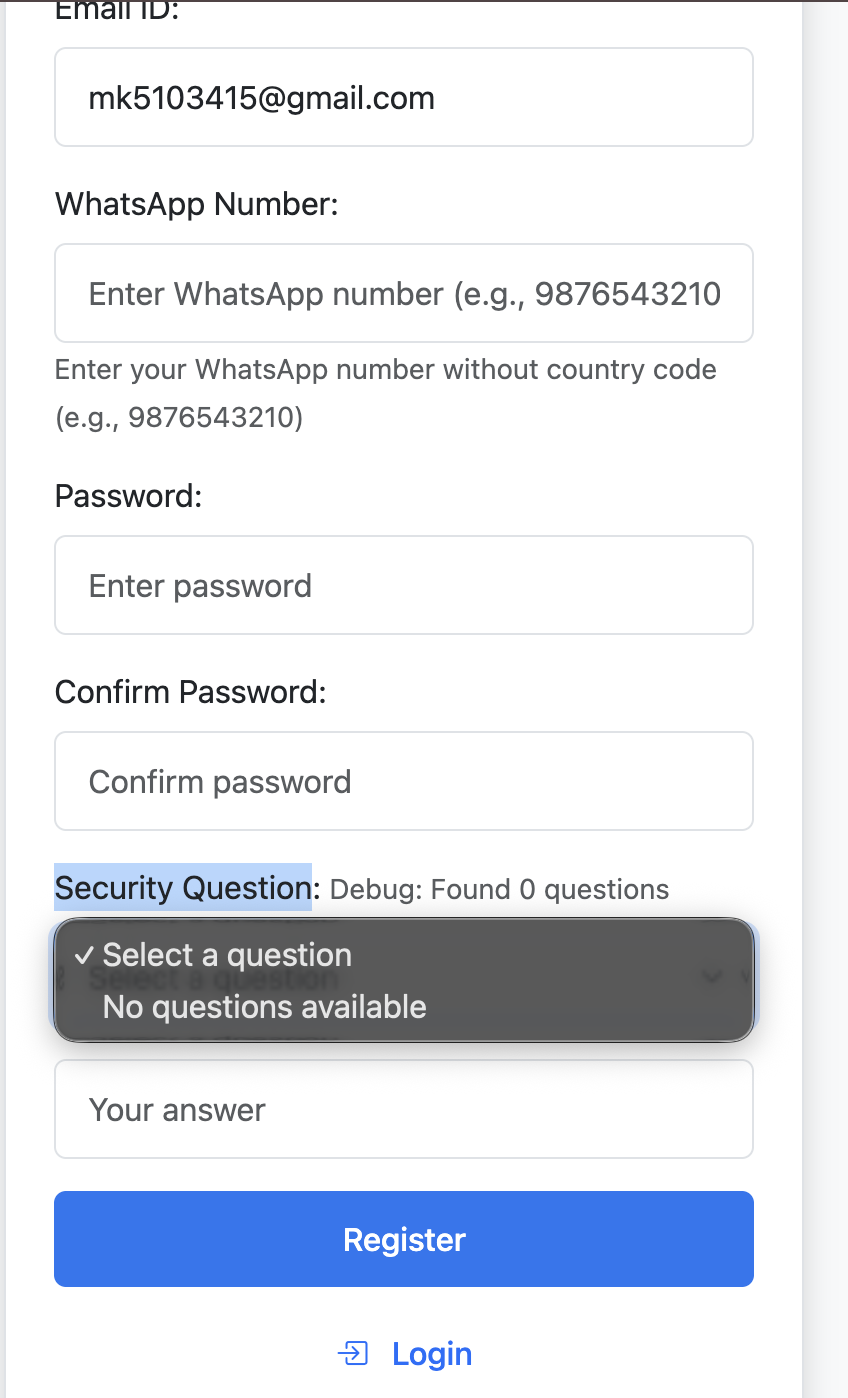 Email ID:
mk5103415@gmail.com
WhatsApp Number:
Enter WhatsApp number (e.g., 9876543210
Enter your WhatsApp number without country code
(e.g., 9876543210)
Password:
Enter password
Confirm Password:
Confirm password
Security Question: Debug: Found 0 questions
✓ Select a question
Select a question
No questions available
Your answer
Register
Login